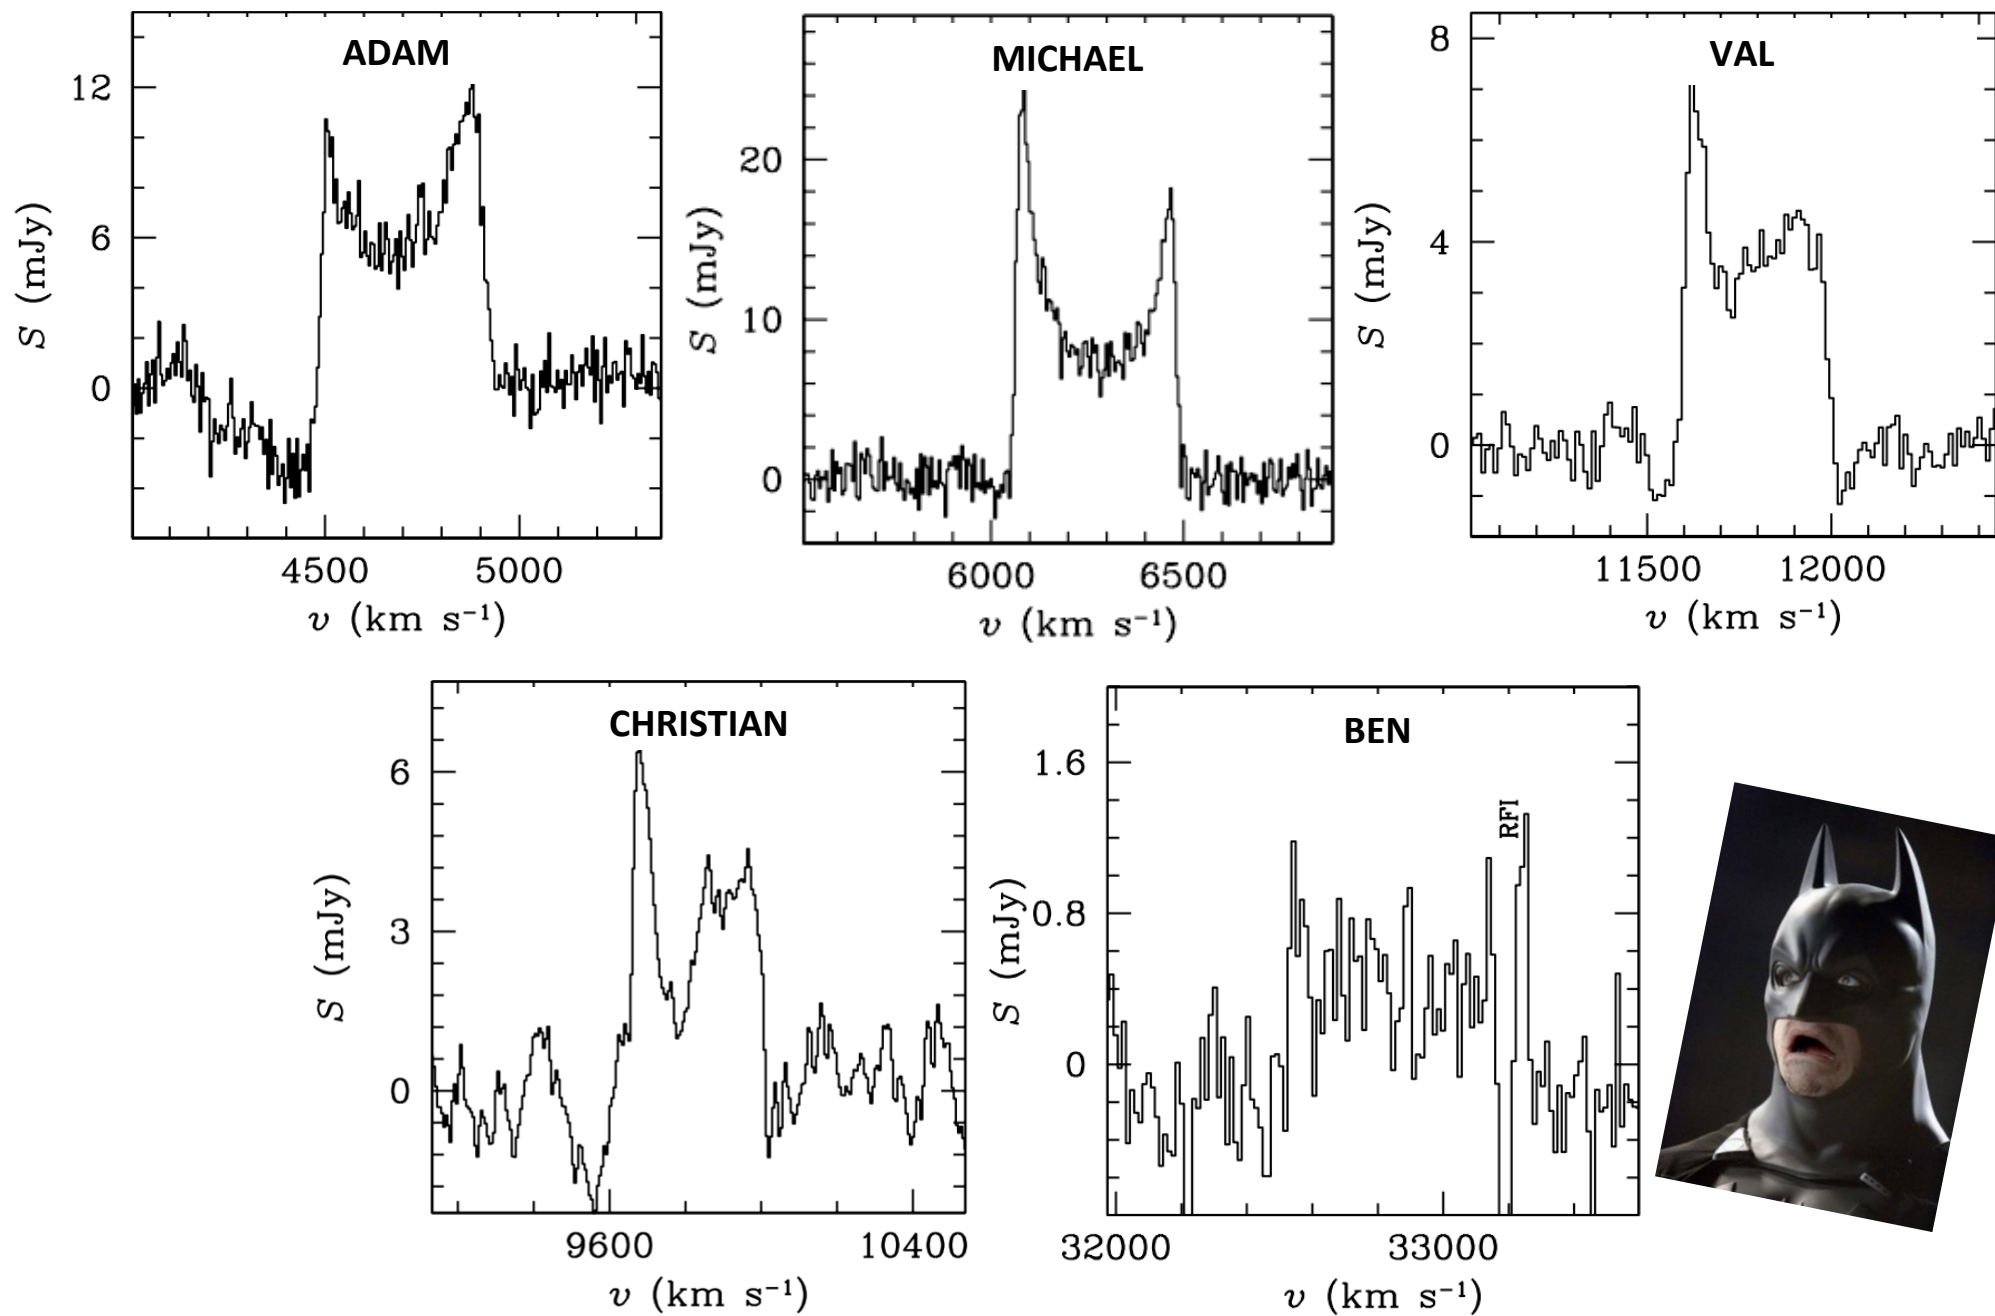 ADAM
12
6
0
S (mJy)
4500 5000
v (km s⁻¹)
MICHAEL
20
10
0
S (mJy)
6000 6500
v (km s⁻¹)
VAL
8
4
0
S (mJy)
11500 12000
v (km s⁻¹)
CHRISTIAN
6
3
0
S (mJy)
9600 10400
v (km s⁻¹)
BEN
RFI
1.6
0.8
0
S (mJy)
32000 33000
v (km s⁻¹)